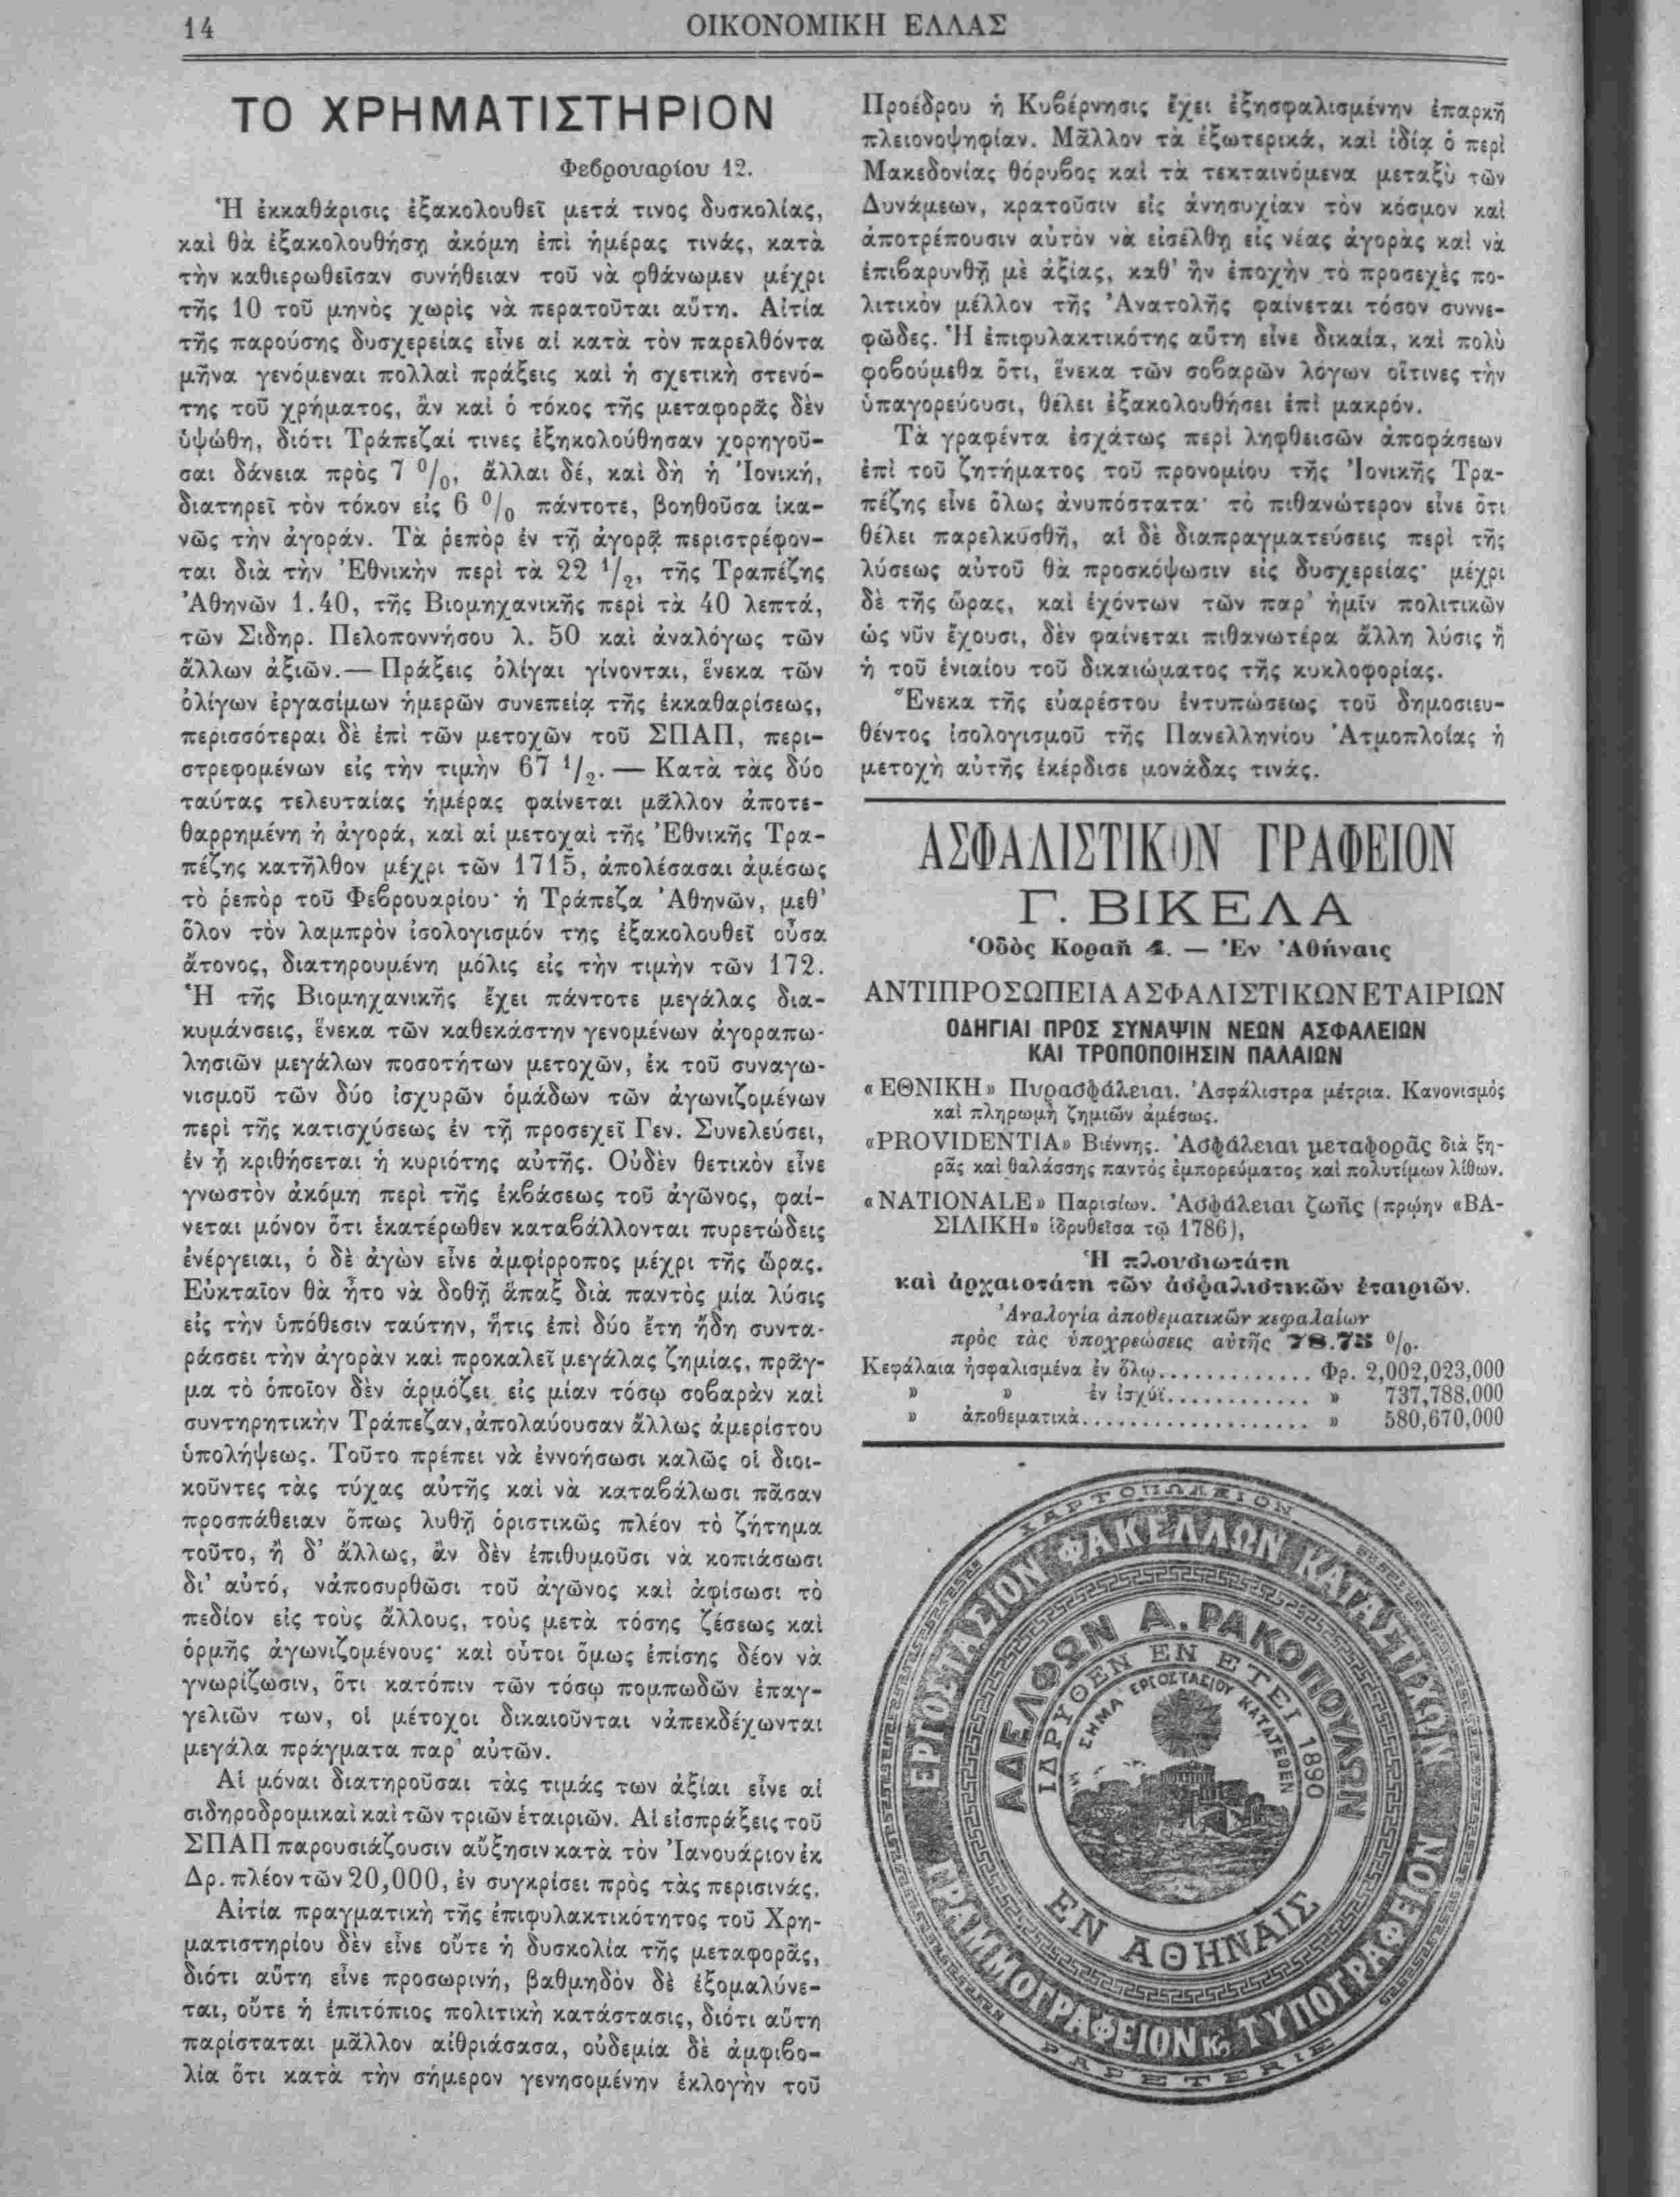 14
ΟΙΚΟΝΟΜΙΚΗ ΕΛΛΑΣ
ΤΟ ΧΡΗΜΑΤΙΣΤΗΡΙΟΝ
Φεβρουαρίου 12.
Ἡ ἐκκαθάρισις ἐξακολουθεῖ μετά τινος δυσκολίας,
καὶ θὰ ἐξακολουθήσῃ ἀκόμη ἐπὶ ἡμέρας τινάς, κατὰ
τὴν καθιερωθεῖσαν συνήθειαν τοῦ νὰ φθάνωμεν μέχρι
τῆς 10 τοῦ μηνὸς χωρὶς νὰ περατοῦται αὕτη. Αἰτία
τῆς παρούσης δυσχερείας εἶνε αἱ κατὰ τὸν παρελθόντα
μῆνα γενόμεναι πολλαὶ πράξεις καὶ ἡ σχετικὴ στενό-
της τοῦ χρήματος, ἂν καὶ ὁ τόκος τῆς μεταφορᾶς δὲν
ὑψώθη, διότι Τράπεζαί τινες ἐξηκολούθησαν χορηγοῦ-
σαι δάνεια πρὸς 7 %, ἄλλαι δέ, καὶ δὴ ἡ Ἰονική,
διατηρεῖ τὸν τόκον εἰς 6 % πάντοτε, βοηθοῦσα ἱκα-
νῶς τὴν ἀγοράν. Τὰ ῥεπὸρ ἐν τῇ ἀγορᾷ περιστρέφον-
ται διὰ τὴν Ἐθνικὴν περὶ τὰ 22 1/2, τῆς Τραπέζης
Ἀθηνῶν 1.40, τῆς Βιομηχανικῆς περὶ τὰ 40 λεπτά,
τῶν Σιδηρ. Πελοποννήσου λ. 50 καὶ ἀναλόγως τῶν
ἄλλων ἀξιῶν.— Πράξεις ὀλίγαι γίνονται, ἕνεκα τῶν
ὀλίγων ἐργασίμων ἡμερῶν συνεπείᾳ τῆς ἐκκαθαρίσεως,
περισσότεραι δὲ ἐπὶ τῶν μετοχῶν τοῦ ΣΠΑΠ, περι-
στρεφομένων εἰς τὴν τιμὴν 67 1/2. — Κατὰ τὰς δύο
ταύτας τελευταίας ἡμέρας φαίνεται μᾶλλον ἀποτε-
θαρρημένη ἡ ἀγορά, καὶ αἱ μετοχαὶ τῆς Ἐθνικῆς Τρα-
πέζης κατῆλθον μέχρι τῶν 1715, ἀπολέσασαι ἀμέσως
τὸ ῥεπὸρ τοῦ Φεβρουαρίου· ἡ Τράπεζα Ἀθηνῶν, μεθ'
ὅλον τὸν λαμπρὸν ἰσολογισμόν της ἐξακολουθεῖ οὖσα
ἄτονος, διατηρουμένη μόλις εἰς τὴν τιμὴν τῶν 172.
Ἡ τῆς Βιομηχανικῆς ἔχει πάντοτε μεγάλας δια-
κυμάνσεις, ἕνεκα τῶν καθεκάστην γενομένων ἀγοραπω-
λησιῶν μεγάλων ποσοτήτων μετοχῶν, ἐκ τοῦ συναγω-
νισμοῦ τῶν δύο ἰσχυρῶν ὁμάδων τῶν ἀγωνιζομένων
περὶ τῆς κατισχύσεως ἐν τῇ προσεχεῖ Γεν. Συνελεύσει,
ἐν ᾗ κριθήσεται ἡ κυριότης αὐτῆς. Οὐδὲν θετικὸν εἶνε
γνωστὸν ἀκόμη περὶ τῆς ἐκβάσεως τοῦ ἀγῶνος, φαί-
νεται μόνον ὅτι ἑκατέρωθεν καταβάλλονται πυρετώδεις
ἐνέργειαι, ὁ δὲ ἀγὼν εἶνε ἀμφίρροπος μέχρι τῆς ὥρας.
Εὐκταῖον θὰ ἦτο νὰ δοθῇ ἅπαξ διὰ παντὸς μία λύσις
εἰς τὴν ὑπόθεσιν ταύτην, ἥτις ἐπὶ δύο ἔτη ἤδη συντα-
ράσσει τὴν ἀγορὰν καὶ προκαλεῖ μεγάλας ζημίας, πρᾶγ-
μα τὸ ὁποῖον δὲν ἁρμόζει εἰς μίαν τόσῳ σοβαρὰν καὶ
συντηρητικὴν Τράπεζαν, ἀπολαύουσαν ἄλλως ἀμερίστου
ὑπολήψεως. Τοῦτο πρέπει νὰ ἐννοήσωσι καλῶς οἱ διοι-
κοῦντες τὰς τύχας αὐτῆς καὶ νὰ καταβάλωσι πᾶσαν
προσπάθειαν ὅπως λυθῇ ὁριστικῶς πλέον τὸ ζήτημα
τοῦτο, ἢ δ' ἄλλως, ἂν δὲν ἐπιθυμοῦσι νὰ κοπιάσωσι
δι' αὐτό, νἀποσυρθῶσι τοῦ ἀγῶνος καὶ ἀφίσωσι τὸ
πεδίον εἰς τοὺς ἄλλους, τοὺς μετὰ τόσης ζέσεως καὶ
ὁρμῆς ἀγωνιζομένους· καὶ οὗτοι ὅμως ἐπίσης δέον νὰ
γνωρίζωσιν, ὅτι κατόπιν τῶν τόσῳ πομπωδῶν ἐπαγ-
γελιῶν των, οἱ μέτοχοι δικαιοῦνται νἀπεκδέχωνται
μεγάλα πράγματα παρ' αὐτῶν.
Αἱ μόναι διατηροῦσαι τὰς τιμάς των ἀξίαι εἶνε αἱ
σιδηροδρομικαὶ καὶ τῶν τριῶν ἑταιριῶν. Αἱ εἰσπράξεις τοῦ
ΣΠΑΠ παρουσιάζουσιν αὔξησιν κατὰ τὸν Ἰανουάριον ἐκ
Δρ. πλέον τῶν 20,000, ἐν συγκρίσει πρὸς τὰς περισινάς.
Αἰτία πραγματικὴ τῆς ἐπιφυλακτικότητος τοῦ Χρη-
ματιστηρίου δὲν εἶνε οὔτε ἡ δυσκολία τῆς μεταφορᾶς,
διότι αὕτη εἶνε προσωρινή, βαθμηδὸν δὲ ἐξομαλύνε-
ται, οὔτε ἡ ἐπιτόπιος πολιτικὴ κατάστασις, διότι αὕτη
παρίσταται μᾶλλον αἰθριάσασα, οὐδεμία δὲ ἀμφιβο-
λία ὅτι κατὰ τὴν σήμερον γενησομένην ἐκλογὴν τοῦ
Προέδρου ἡ Κυβέρνησις ἔχει ἐξησφαλισμένην ἐπαρκῆ
πλειονοψηφίαν. Μᾶλλον τὰ ἐξωτερικά, καὶ ἰδίᾳ ὁ περὶ
Μακεδονίας θόρυβος καὶ τὰ τεκταινόμενα μεταξὺ τῶν
Δυνάμεων, κρατοῦσιν εἰς ἀνησυχίαν τὸν κόσμον καὶ
ἀποτρέπουσιν αὐτὸν νὰ εἰσέλθῃ εἰς νέας ἀγορὰς καὶ νὰ
ἐπιβαρυνθῇ μὲ ἀξίας, καθ' ἣν ἐποχὴν τὸ προσεχὲς πο-
λιτικὸν μέλλον τῆς Ἀνατολῆς φαίνεται τόσον συννε-
φῶδες. Ἡ ἐπιφυλακτικότης αὕτη εἶνε δικαία, καὶ πολὺ
φοβούμεθα ὅτι, ἕνεκα τῶν σοβαρῶν λόγων οἵτινες τὴν
ὑπαγορεύουσι, θέλει ἐξακολουθήσει ἐπὶ μακρόν.
Τὰ γραφέντα ἐσχάτως περὶ ληφθεισῶν ἀποφάσεων
ἐπὶ τοῦ ζητήματος τοῦ προνομίου τῆς Ἰονικῆς Τρα-
πέζης εἶνε ὅλως ἀνυπόστατα· τὸ πιθανώτερον εἶνε ὅτι
θέλει παρελκυσθῆ, αἱ δὲ διαπραγματεύσεις περὶ τῆς
λύσεως αὐτοῦ θὰ προσκόψωσιν εἰς δυσχερείας· μέχρι
δὲ τῆς ὥρας, καὶ ἐχόντων τῶν παρ' ἡμῖν πολιτικῶν
ὡς νῦν ἔχουσι, δὲν φαίνεται πιθανωτέρα ἄλλη λύσις ἢ
ἡ τοῦ ἑνιαίου τοῦ δικαιώματος τῆς κυκλοφορίας.
Ἕνεκα τῆς εὐαρέστου ἐντυπώσεως τοῦ δημοσιευ-
θέντος ἰσολογισμοῦ τῆς Πανελληνίου Ἀτμοπλοίας ἡ
μετοχὴ αὐτῆς ἐκέρδισε μονάδας τινάς.
ΑΣΦΑΛΙΣΤΙΚΟΝ ΓΡΑΦΕΙΟΝ
Γ. ΒΙΚΕΛΑ
Ὁδὸς Κοραῆ 4. — Ἐν Ἀθήναις
ΑΝΤΙΠΡΟΣΩΠΕΙΑ ΑΣΦΑΛΙΣΤΙΚΩΝ ΕΤΑΙΡΙΩΝ
ΟΔΗΓΙΑΙ ΠΡΟΣ ΣΥΝΑΨΙΝ ΝΕΩΝ ΑΣΦΑΛΕΙΩΝ
ΚΑΙ ΤΡΟΠΟΠΟΙΗΣΙΝ ΠΑΛΑΙΩΝ
«ΕΘΝΙΚΗ» Πυρασφάλειαι. Ἀσφάλιστρα μέτρια. Κανονισμὸς
καὶ πληρωμὴ ζημιῶν ἀμέσως.
«PROVIDENTIA» Βιέννης. Ἀσφάλειαι μεταφορᾶς διὰ ξη-
ρᾶς καὶ θαλάσσης παντὸς ἐμπορεύματος καὶ πολυτίμων λίθων.
«NATIONALE» Παρισίων. Ἀσφάλειαι ζωῆς (πρῴην «ΒΑ-
ΣΙΛΙΚΗ» ἱδρυθεῖσα τῷ 1786),
Ἡ πλουσιωτάτη
καὶ ἀρχαιοτάτη τῶν ἀσφαλιστικῶν ἑταιριῶν.
Ἀναλογία ἀποθεματικῶν κεφαλαίων
πρὸς τὰς ὑποχρεώσεις αὐτῆς 78.75 %.
Κεφάλαια ἠσφαλισμένα ἐν ὅλῳ............. Φρ. 2,002,023,000
» » ἐν ἰσχύϊ............ » 737,788,000
» ἀποθεματικὰ.................... » 580,670,000
ΧΑΡΤΟΠΩΛΕΙΟΝ
ΕΡΓΟΣΤΑΣΙΟΝ ΦΑΚΕΛΛΩΝ ΚΑΤΑΣΤΙΧΩΝ
ΑΔΕΛΦΩΝ Α. ΡΑΚΟΠΟΥΛΩΝ
ΙΔΡΥΘΕΝ ΕΝ ΕΤΕΙ 1890
ΣΗΜΑ ΕΡΓΟΣΤΑΣΙΟΥ ΚΑΤΑΤΕΘΕΝ
ΕΝ ΑΘΗΝΑΙΣ
ΓΡΑΜΜΟΓΡΑΦΕΙΟΝ Κ. ΤΥΠΟΓΡΑΦΕΙΟΝ
PAPETERIE